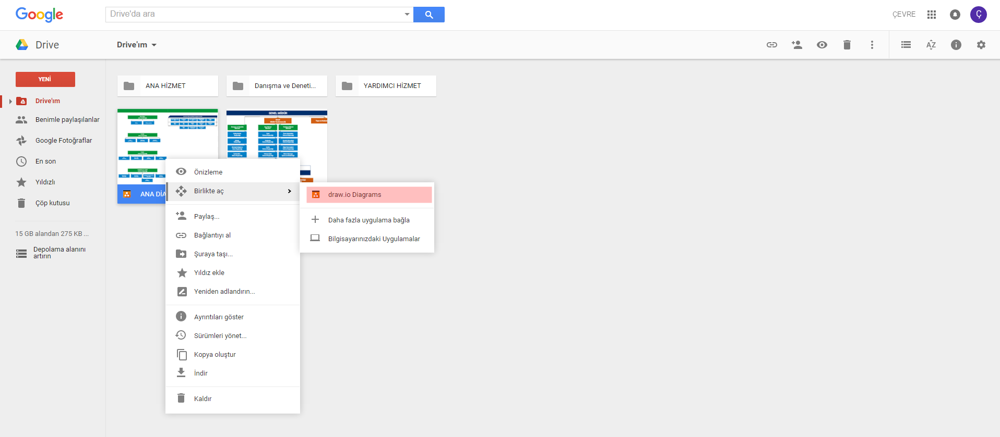 Google
Drive'da ara
ÇEVRE
Ç
Drive
Drive'ım
AZ
YENİ
Drive'ım
Benimle paylaşılanlar
Google Fotoğraflar
En son
Yıldızlı
Çöp kutusu
15 GB alandan 275 KB ...
Depolama alanını
artırın
ANA HİZMET
Danışma ve Deneti...
YARDIMCI HİZMET
GENEL MÜDÜR
ANA DİA
Önizleme
Birlikte aç
Paylaş...
Bağlantıyı al
Şuraya taşı...
Yıldız ekle
Yeniden adlandırın...
Ayrıntıları göster
Sürümleri yönet...
Kopya oluştur
İndir
Kaldır
draw.io Diagrams
Daha fazla uygulama bağla
Bilgisayarınızdaki Uygulamalar